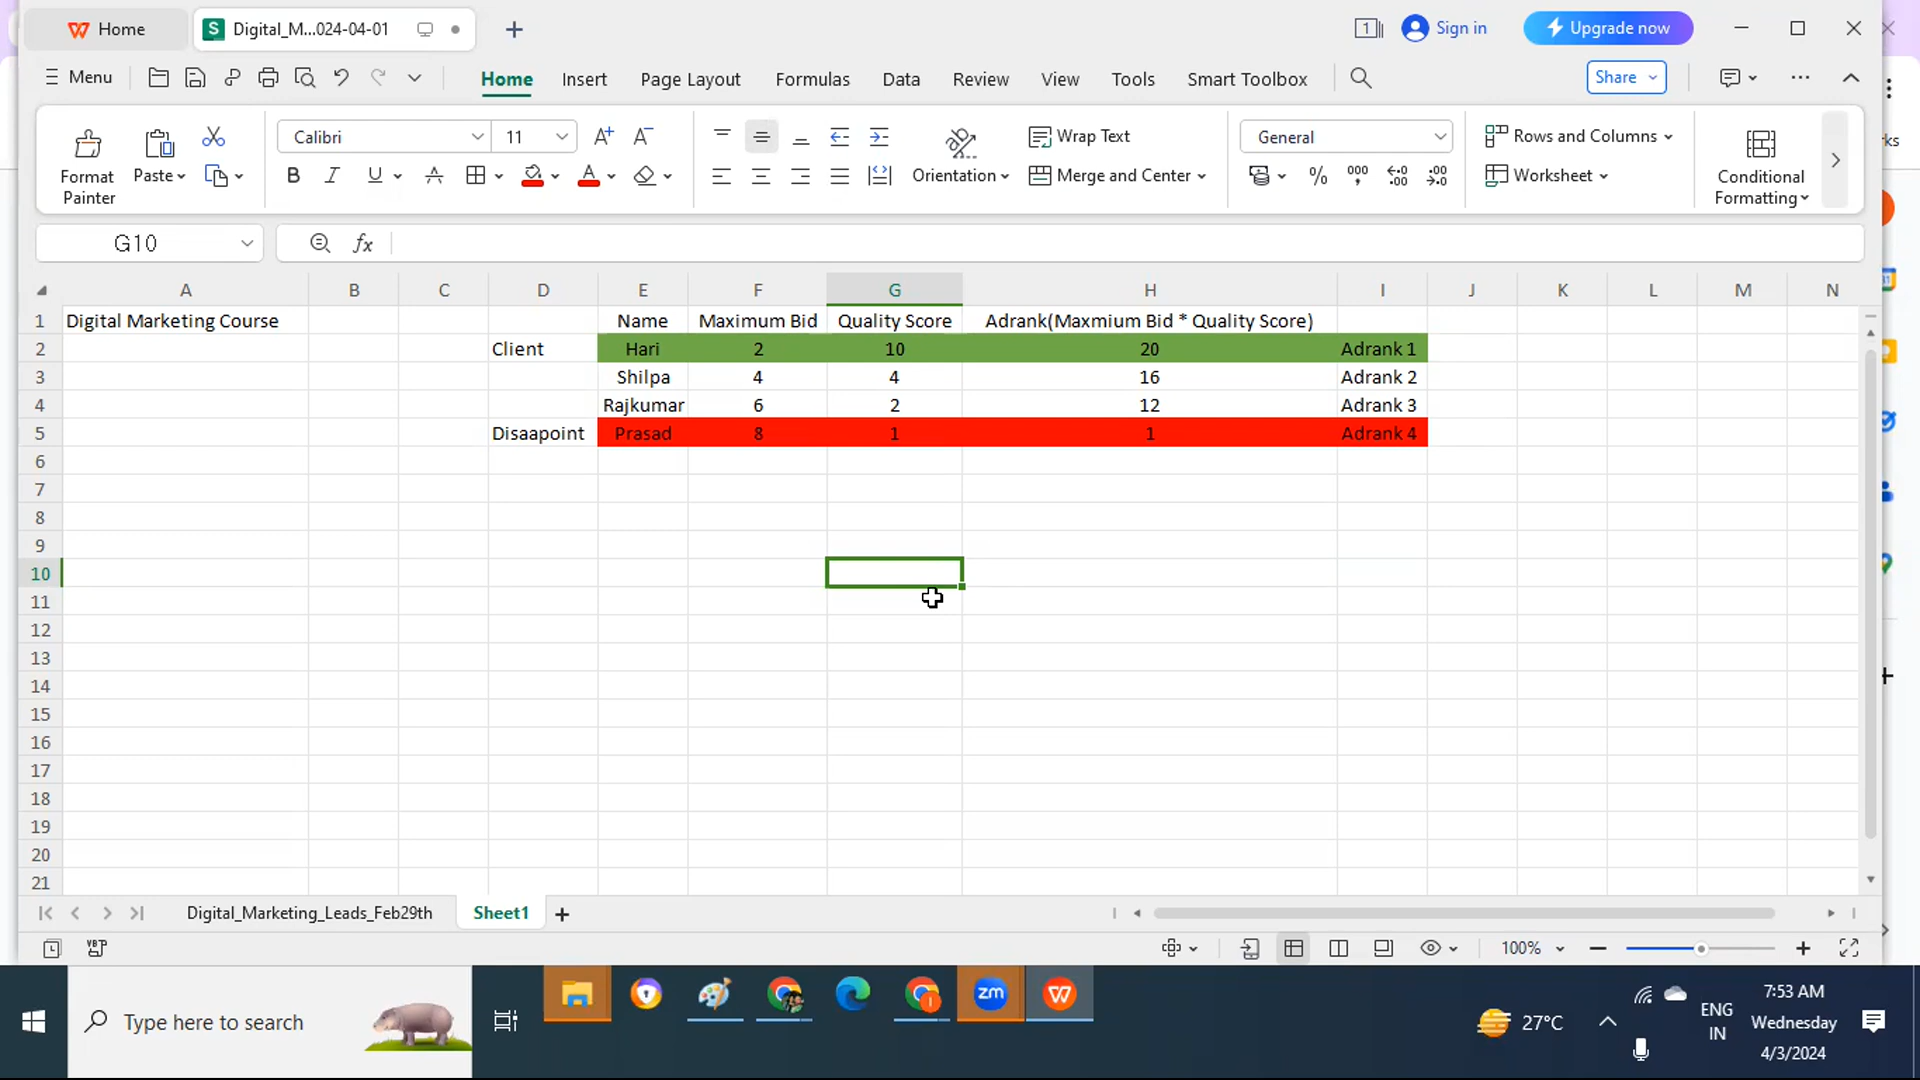 Home
Digital_M...024-04-01
1
Sign in
Upgrade now
Menu
Home Insert Page Layout Formulas Data Review View Tools Smart Toolbox
Share
Format Painter
Paste
Calibri 11
B I U A
Orientation
Wrap Text
Merge and Center
General
% 000
Rows and Columns
Worksheet
Conditional Formatting
G10
fx
A B C D E F G H I J K L M N
1 Digital Marketing Course Name Maximum Bid Quality Score Adrank(Maxmium Bid * Quality Score)
2 Client Hari 2 10 20 Adrank 1
3 Shilpa 4 4 16 Adrank 2
4 Rajkumar 6 2 12 Adrank 3
5 Disaapoint Prasad 8 1 1 Adrank 4
6
7
8
9
10
11
12
13
14
15
16
17
18
19
20
21
Digital_Marketing_Leads_Feb29th Sheet1
100%
Type here to search
zm
27°C
ENG
IN
7:53 AM
Wednesday
4/3/2024